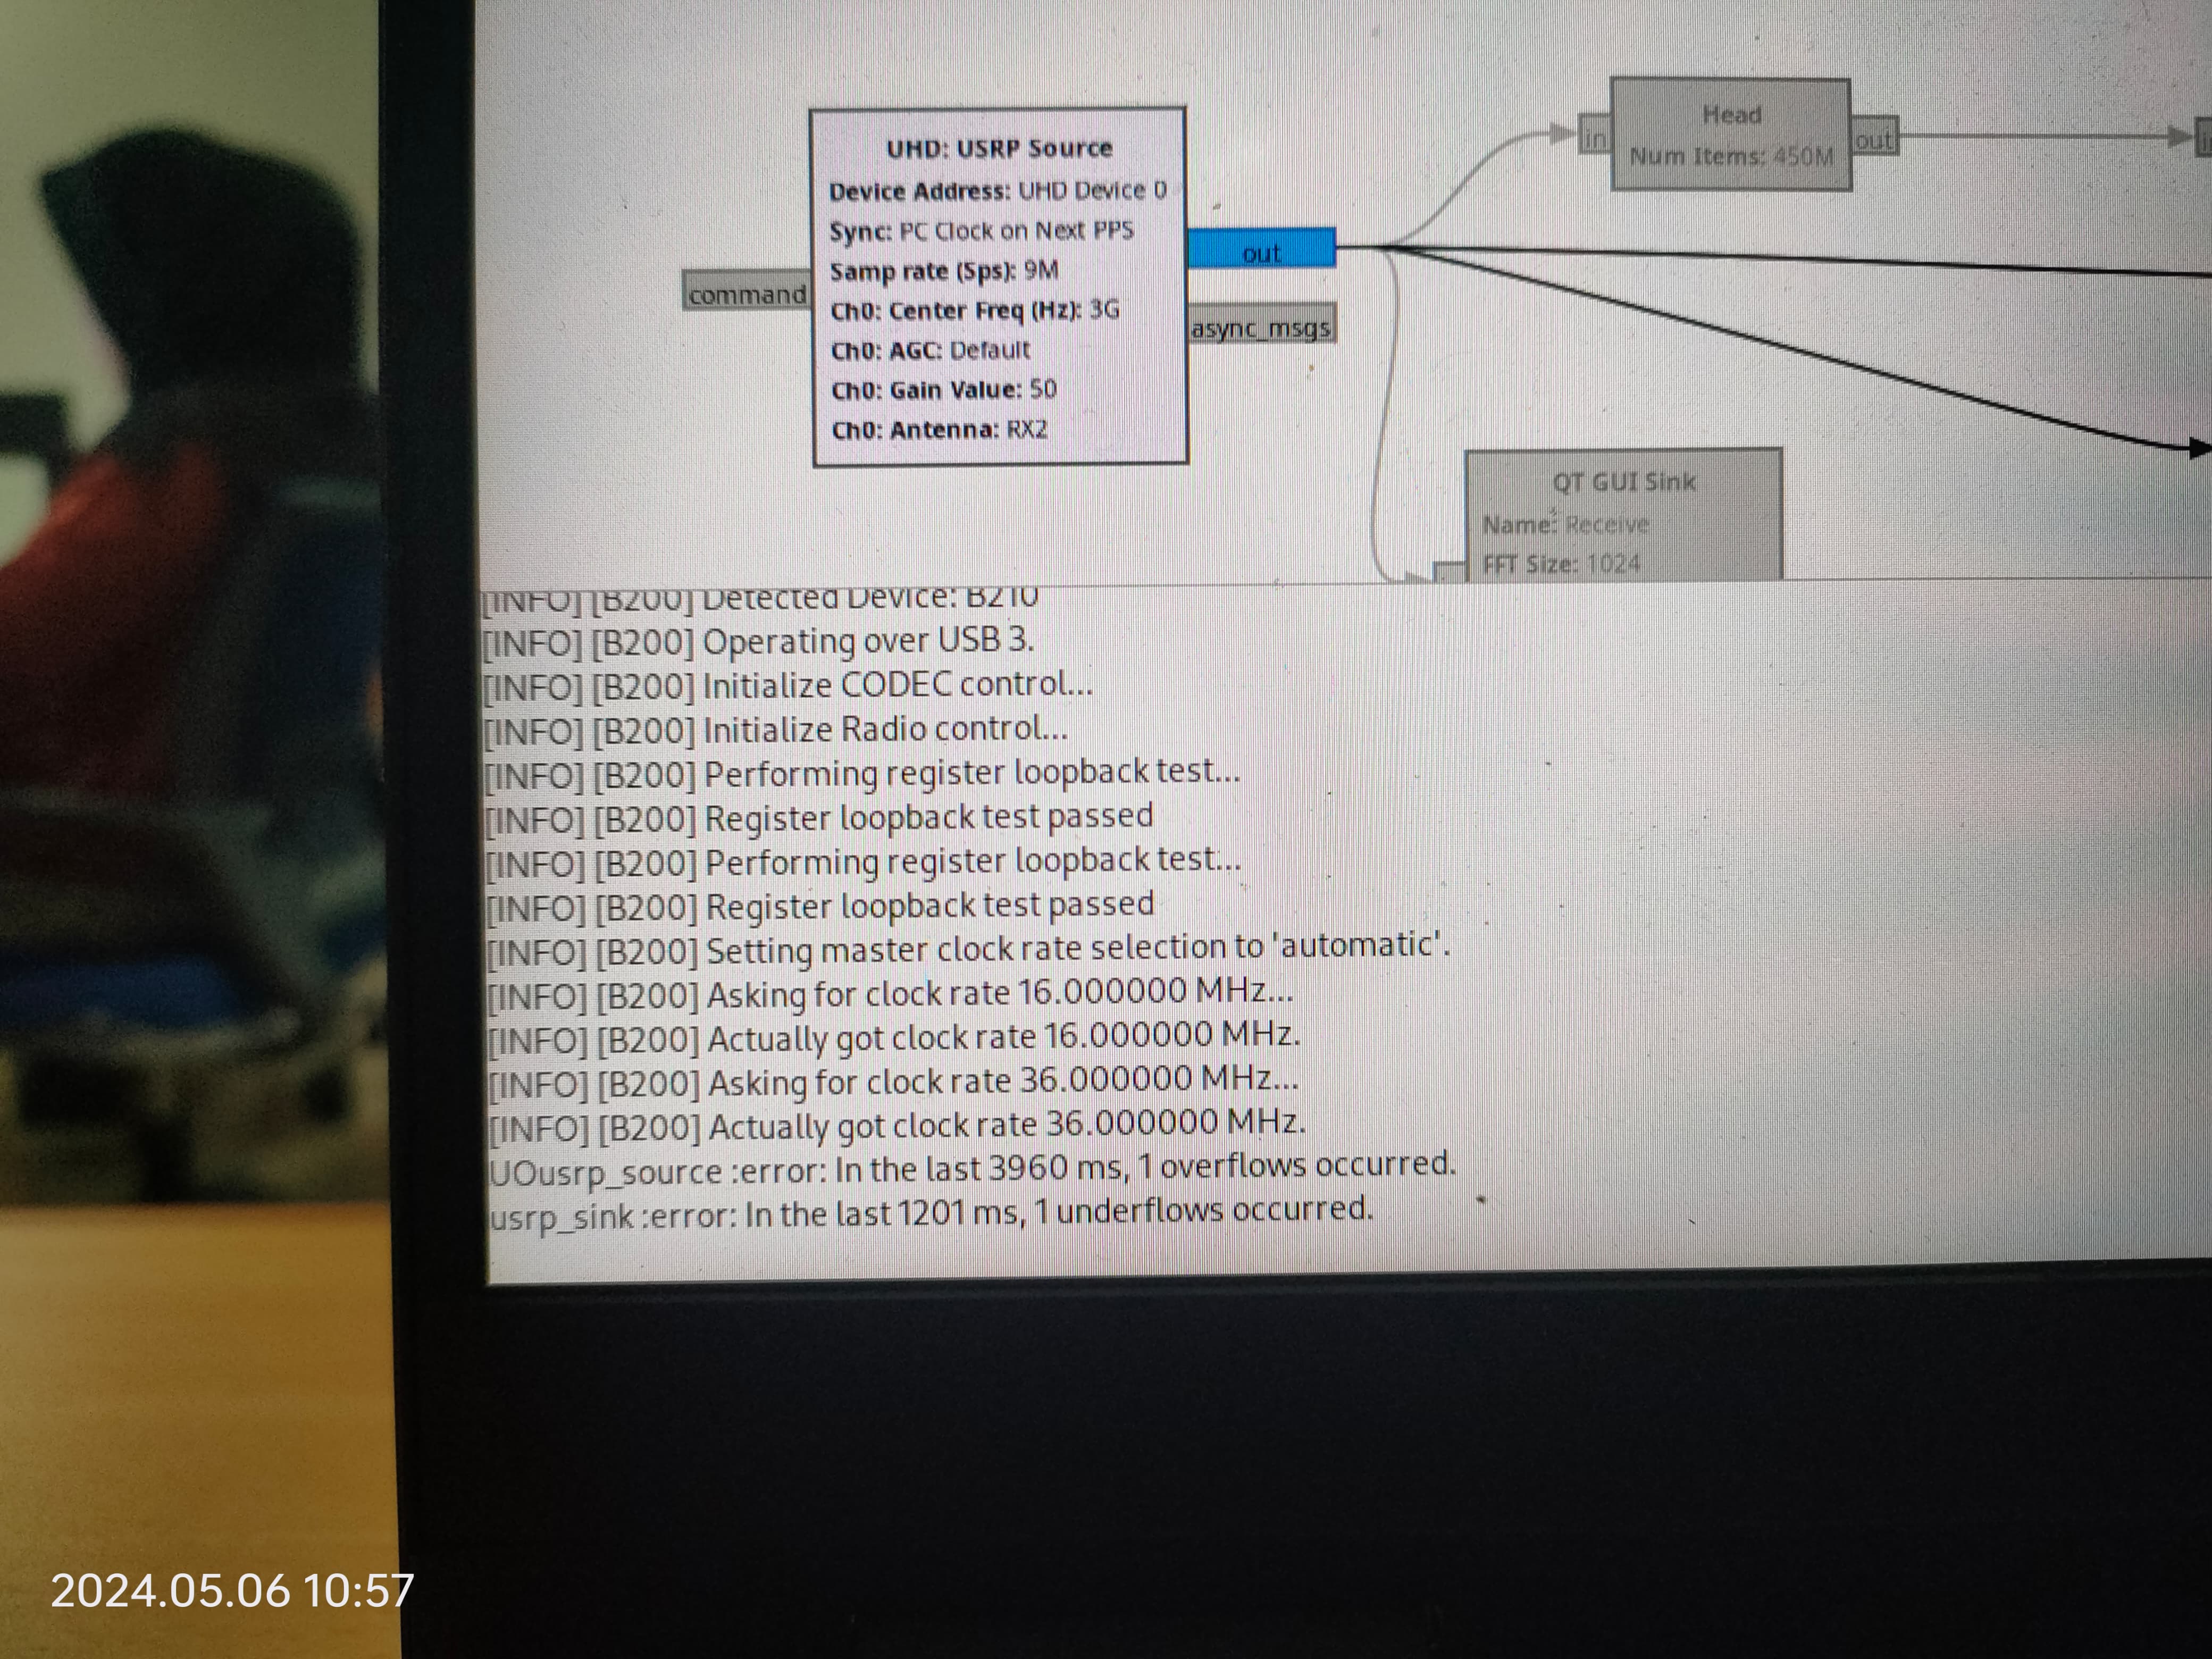 UHD: USRP Source
Device Address: UHD Device 0
Sync: PC Clock on Next PPS
Samp rate (Sps): 9M
Ch0: Center Freq (Hz): 3G
Ch0: AGC: Default
Ch0: Gain Value: 50
Ch0: Antenna: RX2
command
out
async_msgs
in
Head
Num Items: 450M
out
QT GUI Sink
Name: Receive
FFT Size: 1024
[INFO] [B200] Detected Device: B210
[INFO] [B200] Operating over USB 3.
[INFO] [B200] Initialize CODEC control...
[INFO] [B200] Initialize Radio control...
[INFO] [B200] Performing register loopback test...
[INFO] [B200] Register loopback test passed
[INFO] [B200] Performing register loopback test...
[INFO] [B200] Register loopback test passed
[INFO] [B200] Setting master clock rate selection to 'automatic'.
[INFO] [B200] Asking for clock rate 16.000000 MHz...
[INFO] [B200] Actually got clock rate 16.000000 MHz.
[INFO] [B200] Asking for clock rate 36.000000 MHz...
[INFO] [B200] Actually got clock rate 36.000000 MHz.
UOusrp_source :error: In the last 3960 ms, 1 overflows occurred.
usrp_sink :error: In the last 1201 ms, 1 underflows occurred.
2024.05.06 10:57